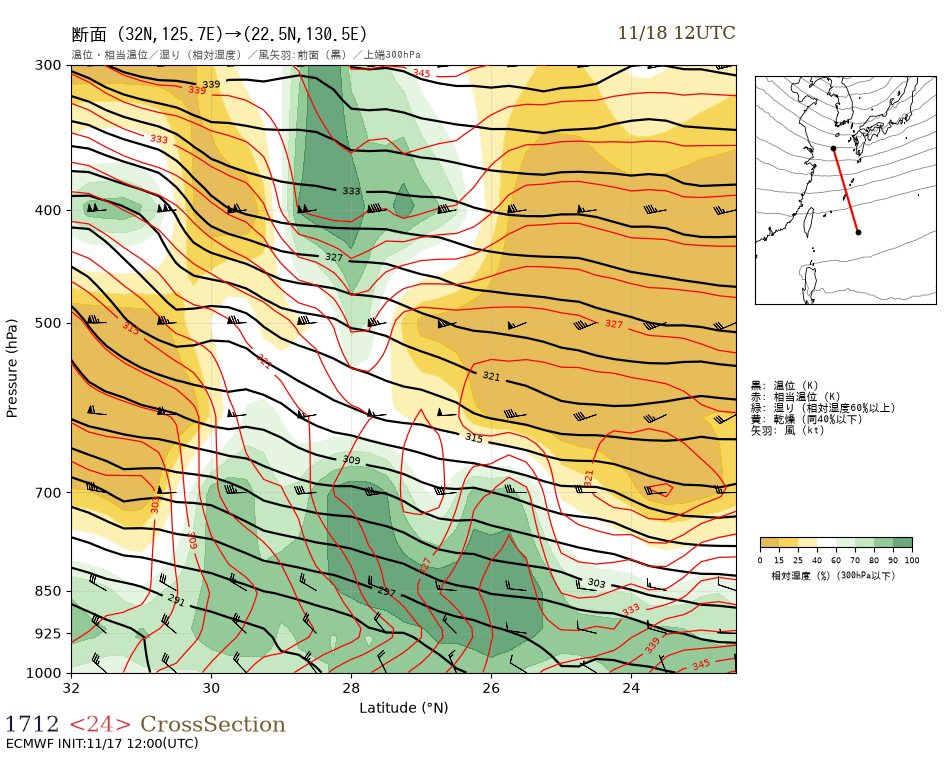 断面 (32N,125.7E)→(22.5N,130.5E)
11/18 12UTC
温位・相当温位／湿り (相対湿度)／風矢羽:前面 (黒)／上端300hPa
300
400
500
700
850
925
1000
Pressure (hPa)
339
339
345
333
333
327
315
327
321
321
315
309
303
321
309
327
303
297
291
333
339
345
32
30
28
26
24
Latitude (°N)
黒: 温位 (K)
赤: 相当温位 (K)
緑: 湿り (相対湿度60%以上)
黄: 乾燥 (同40%以下)
矢羽: 風 (kt)
0 15 25 30 40 60 70 80 90 100
相対湿度 (%) (300hPa以下)
1712 <24> CrossSection
ECMWF INIT:11/17 12:00(UTC)